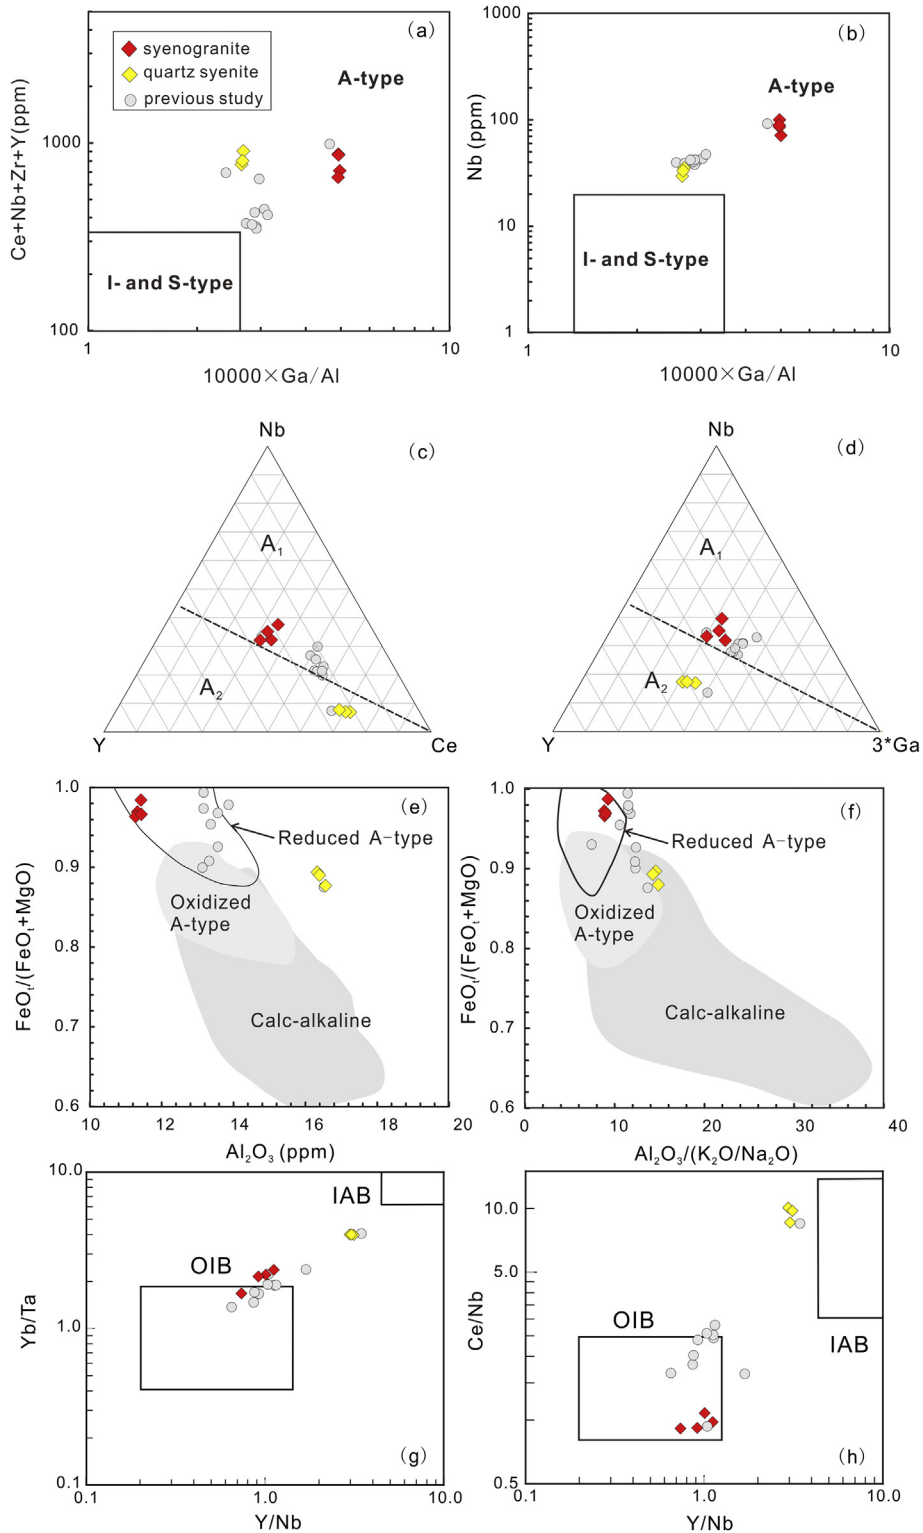 (a)
syenogranite
quartz syenite
previous study
A-type
I- and S-type
Ce+Nb+Zr+Y(ppm)
1000
100
1
10
10000×Ga/Al
(b)
A-type
I- and S-type
Nb (ppm)
1000
100
10
1
1
10
10000×Ga/Al
Nb
(c)
A₁
A₂
Y
Ce
Nb
(d)
A₁
A₂
Y
3*Ga
(e)
Reduced A-type
Oxidized
A-type
Calc-alkaline
FeOₜ/(FeOₜ+MgO)
1.0
0.9
0.8
0.7
0.6
10 12 14 16 18 20
Al₂O₃ (ppm)
(f)
Reduced A-type
Oxidized
A-type
Calc-alkaline
FeOₜ/(FeOₜ+MgO)
1.0
0.9
0.8
0.7
0.6
0 10 20 30 40
Al₂O₃/(K₂O/Na₂O)
IAB
OIB
(g)
Yb/Ta
10.0
1.0
0.1
0.1 1.0 10.0
Y/Nb
OIB
IAB
(h)
Ce/Nb
10.0
5.0
0.5
0.1 1.0 10.0
Y/Nb